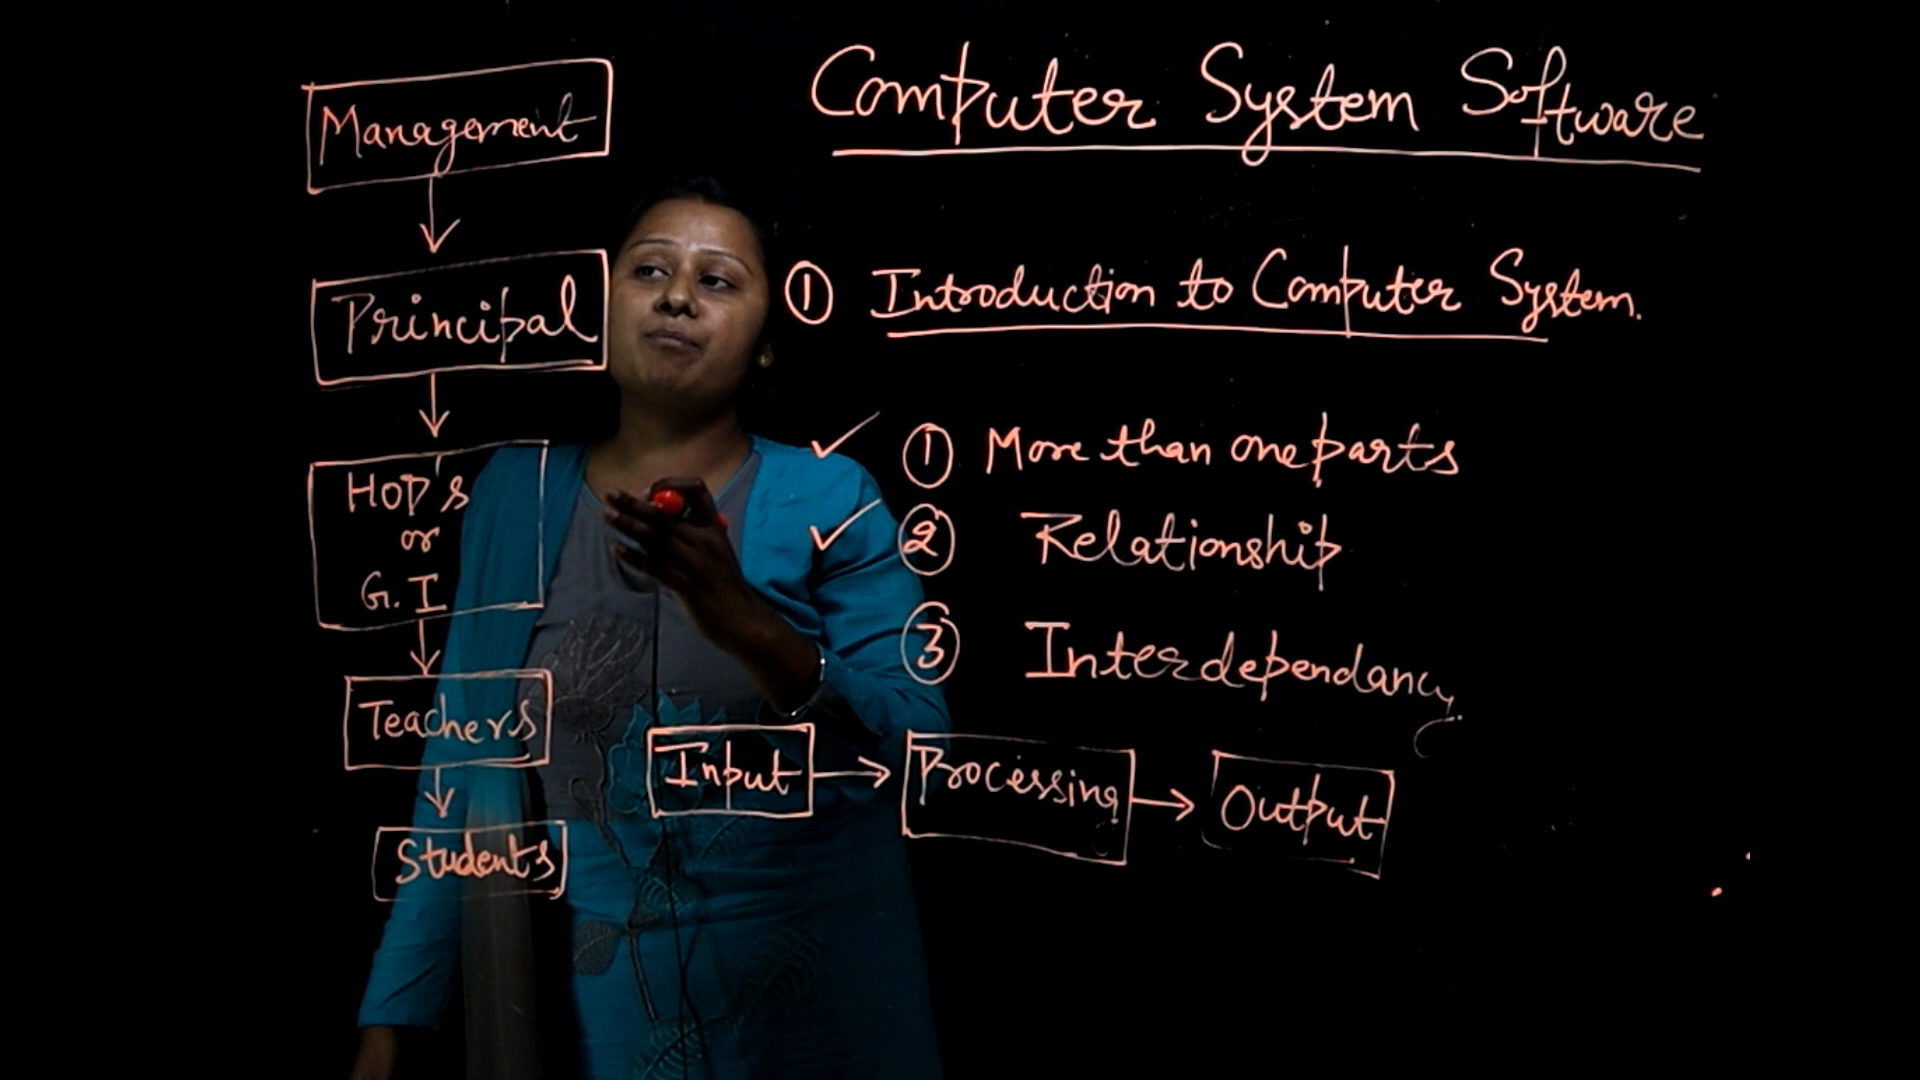 Computer System Software
Management
Principal
HOD's
or
G.I
Teachers
Students
① Introduction to Computer System.
① More than one parts
② Relationship
③ Interdependancy
Input
Processing
Output